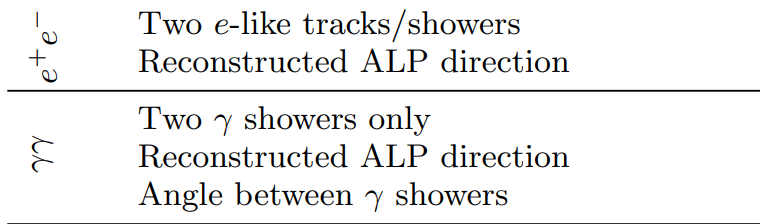 e⁺e⁻
Two e-like tracks/showers
Reconstructed ALP direction
γγ
Two γ showers only
Reconstructed ALP direction
Angle between γ showers